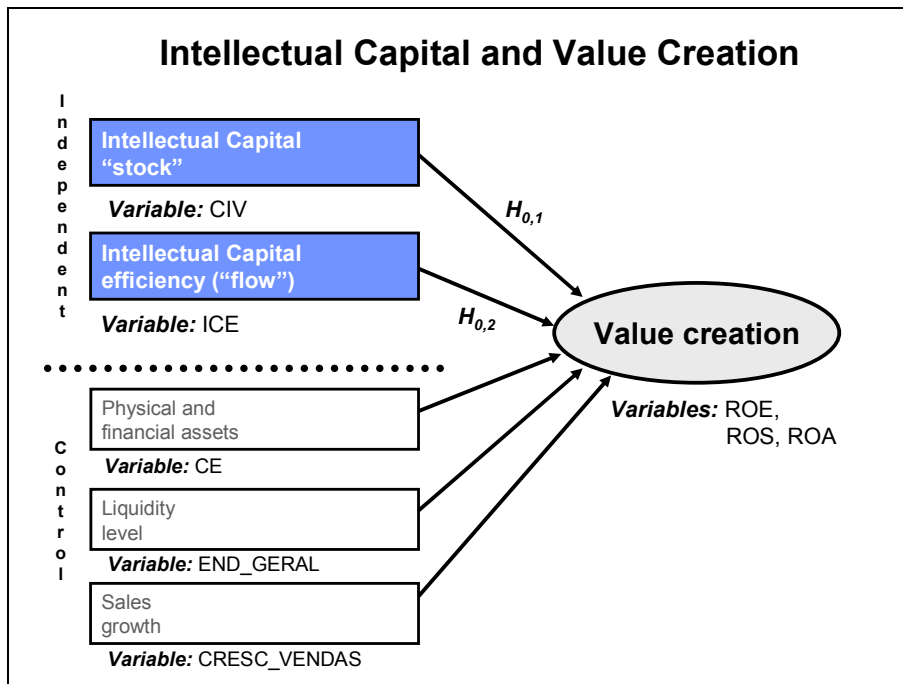 Intellectual Capital and Value Creation
Independent
Intellectual Capital
“stock”
Variable: CIV
H0,1
Intellectual Capital
efficiency (“flow”)
Variable: ICE
H0,2
Value creation
Variables: ROE,
ROS, ROA
Control
Physical and
financial assets
Variable: CE
Liquidity
level
Variable: END_GERAL
Sales
growth
Variable: CRESC_VENDAS